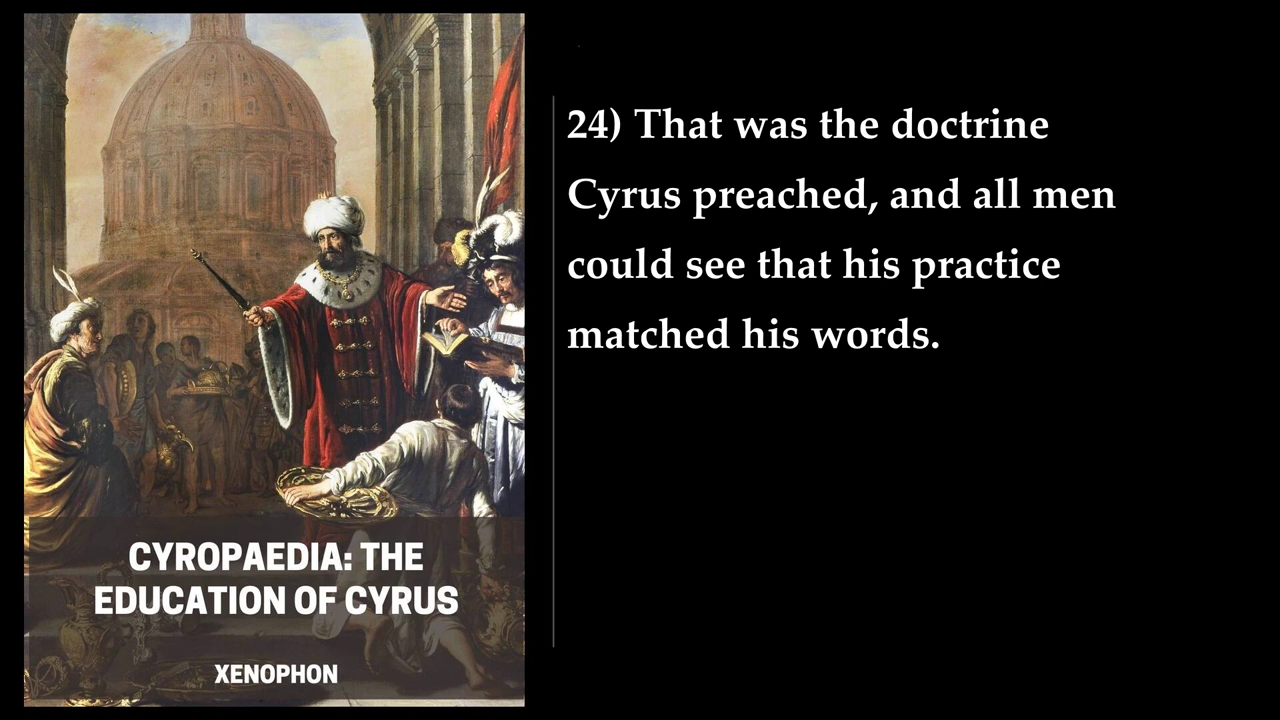 24) That was the doctrine
Cyrus preached, and all men
could see that his practice
matched his words.
CYROPAEDIA: THE
EDUCATION OF CYRUS
XENOPHON